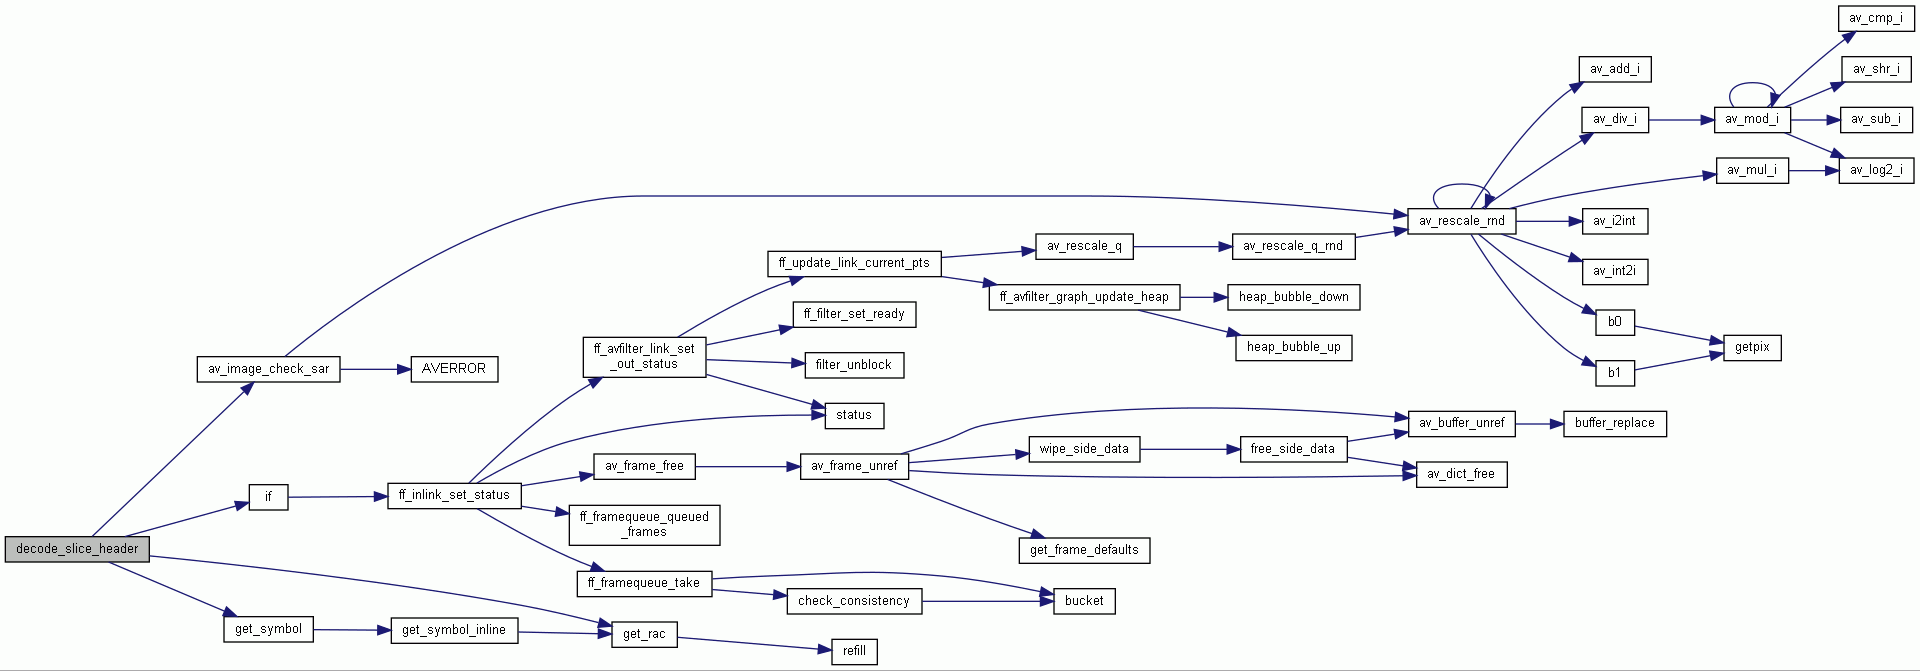 av_cmp_i
av_add_i
av_shr_i
av_div_i
av_mod_i
av_sub_i
av_mul_i
av_log2_i
av_rescale_rnd
av_i2int
av_rescale_q
av_rescale_q_rnd
ff_update_link_current_pts
av_int2i
ff_avfilter_graph_update_heap
heap_bubble_down
ff_filter_set_ready
b0
ff_avfilter_link_set
_out_status
heap_bubble_up
getpix
filter_unblock
av_image_check_sar
AVERROR
b1
status
av_buffer_unref
buffer_replace
wipe_side_data
free_side_data
av_frame_free
av_frame_unref
av_dict_free
if
ff_inlink_set_status
ff_framequeue_queued
_frames
decode_slice_header
get_frame_defaults
ff_framequeue_take
check_consistency
bucket
get_symbol
get_symbol_inline
get_rac
refill